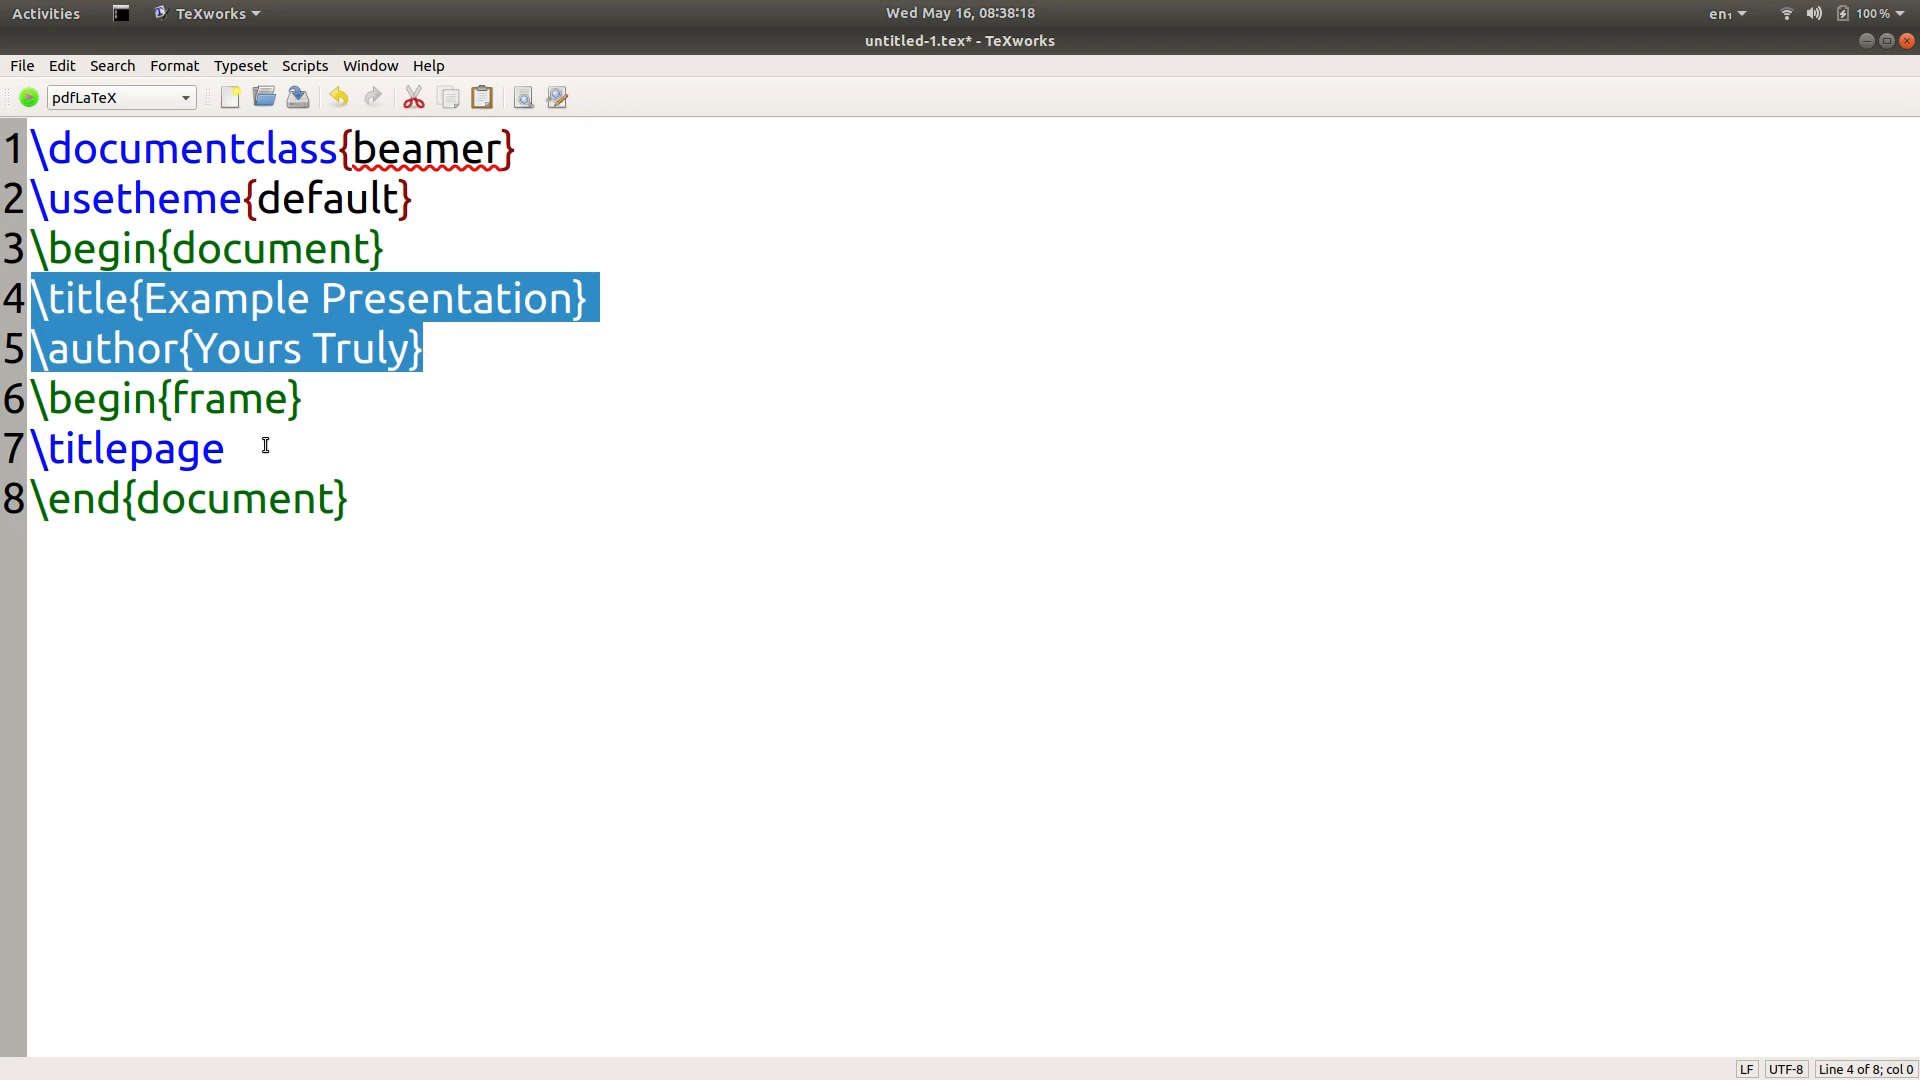 Activities TeXworks Wed May 16, 08:38:18 en₁ 100 %
untitled-1.tex* - TeXworks
File Edit Search Format Typeset Scripts Window Help
pdfLaTeX
1 \documentclass{beamer}
2 \usetheme{default}
3 \begin{document}
4 \title{Example Presentation}
5 \author{Yours Truly}
6 \begin{frame}
7 \titlepage
8 \end{document}
LF UTF-8 Line 4 of 8; col 0